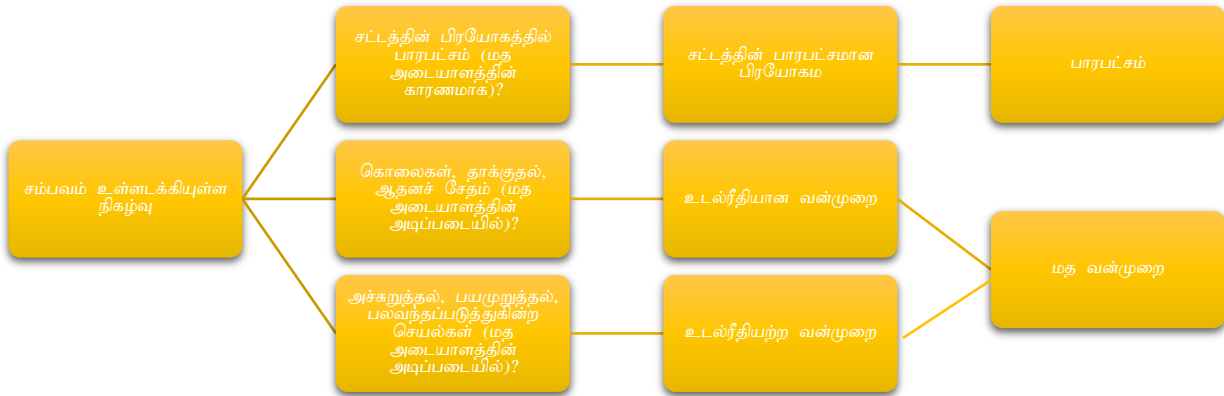 சட்டத்தின் பிரயோகத்தில்
பாரபட்சம் (மத
அடையாளத்தின்
காரணமாக)?
சட்டத்தின் பாரபட்சமான
பிரயோகம
பாரபட்சம்
சம்பவம் உள்ளடக்கியுள்ள
நிகழ்வு
கொலைகள், தாக்குதல்,
ஆதனச் சேதம் (மத
அடையாளத்தின்
அடிப்படையில்)?
உடல்ரீதியான வன்முறை
அச்சுறுத்தல், பயமுறுத்தல்,
பலவந்தப்படுத்துகின்ற
செயல்கள் (மத
அடையாளத்தின்
அடிப்படையில்)?
உடல்ரீதியற்ற வன்முறை
மத வன்முறை